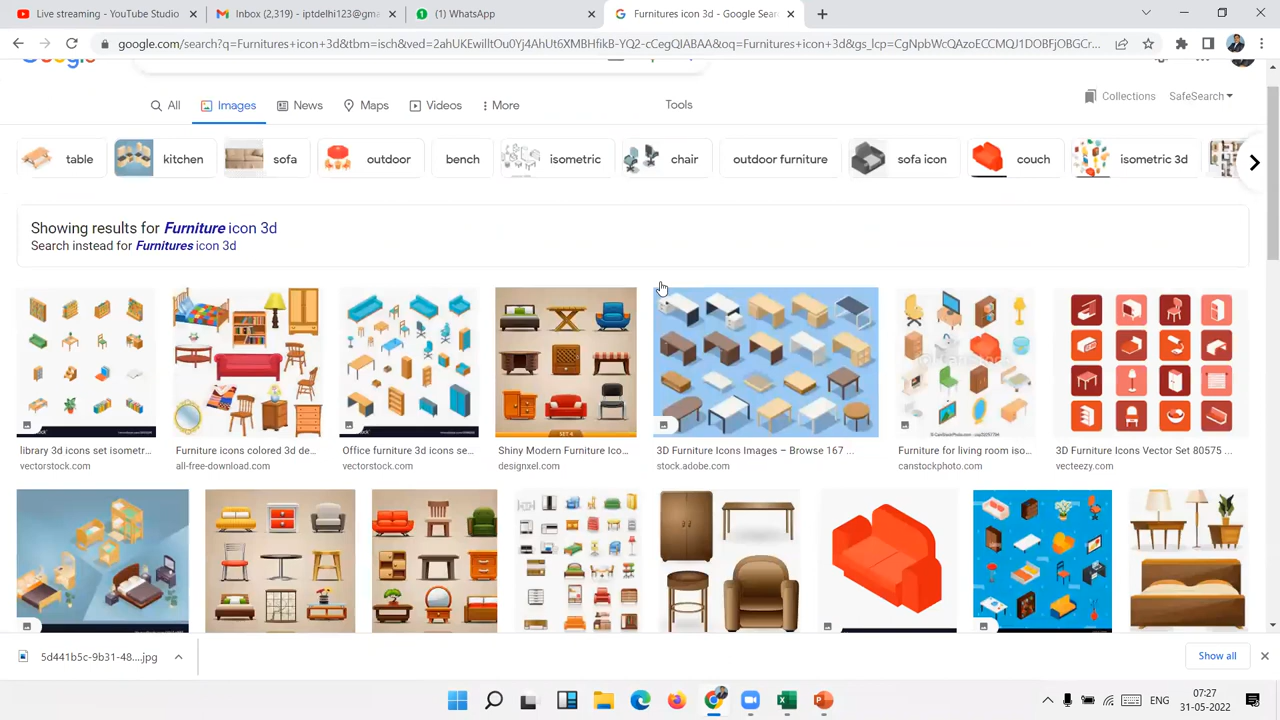 Live streaming - YouTube Studio
Inbox (2,319) - iptdelhi123@gm
(1) WhatsApp
Furnitures icon 3d - Google Sear
google.com/search?q=Furnitures+icon+3d&tbm=isch&ved=2ahUKEwilltOu0Yj4AhUt6XMBHfikB-YQ2-cCegQIABAA&oq=Furnitures+icon+3d&gs_lcp=CgNpbWcQAzoECCMQJ1DOBFjOBGCr...
All
Images
News
Maps
Videos
More
Tools
Collections
SafeSearch
table
kitchen
sofa
outdoor
bench
isometric
chair
outdoor furniture
sofa icon
couch
isometric 3d
Showing results for Furniture icon 3d
Search instead for Furnitures icon 3d
SET 4
library 3d icons set isometr...
vectorstock.com
Furniture icons colored 3d de...
all-free-download.com
Office furniture 3d icons se...
vectorstock.com
Shiny Modern Furniture Ico...
designxel.com
3D Furniture Icons Images – Browse 167 ...
stock.adobe.com
Furniture for living room iso...
canstockphoto.com
3D Furniture Icons Vector Set 80575 ...
vecteezy.com
5d441b5c-9b31-48....jpg
Show all
ENG
07:27
31-05-2022